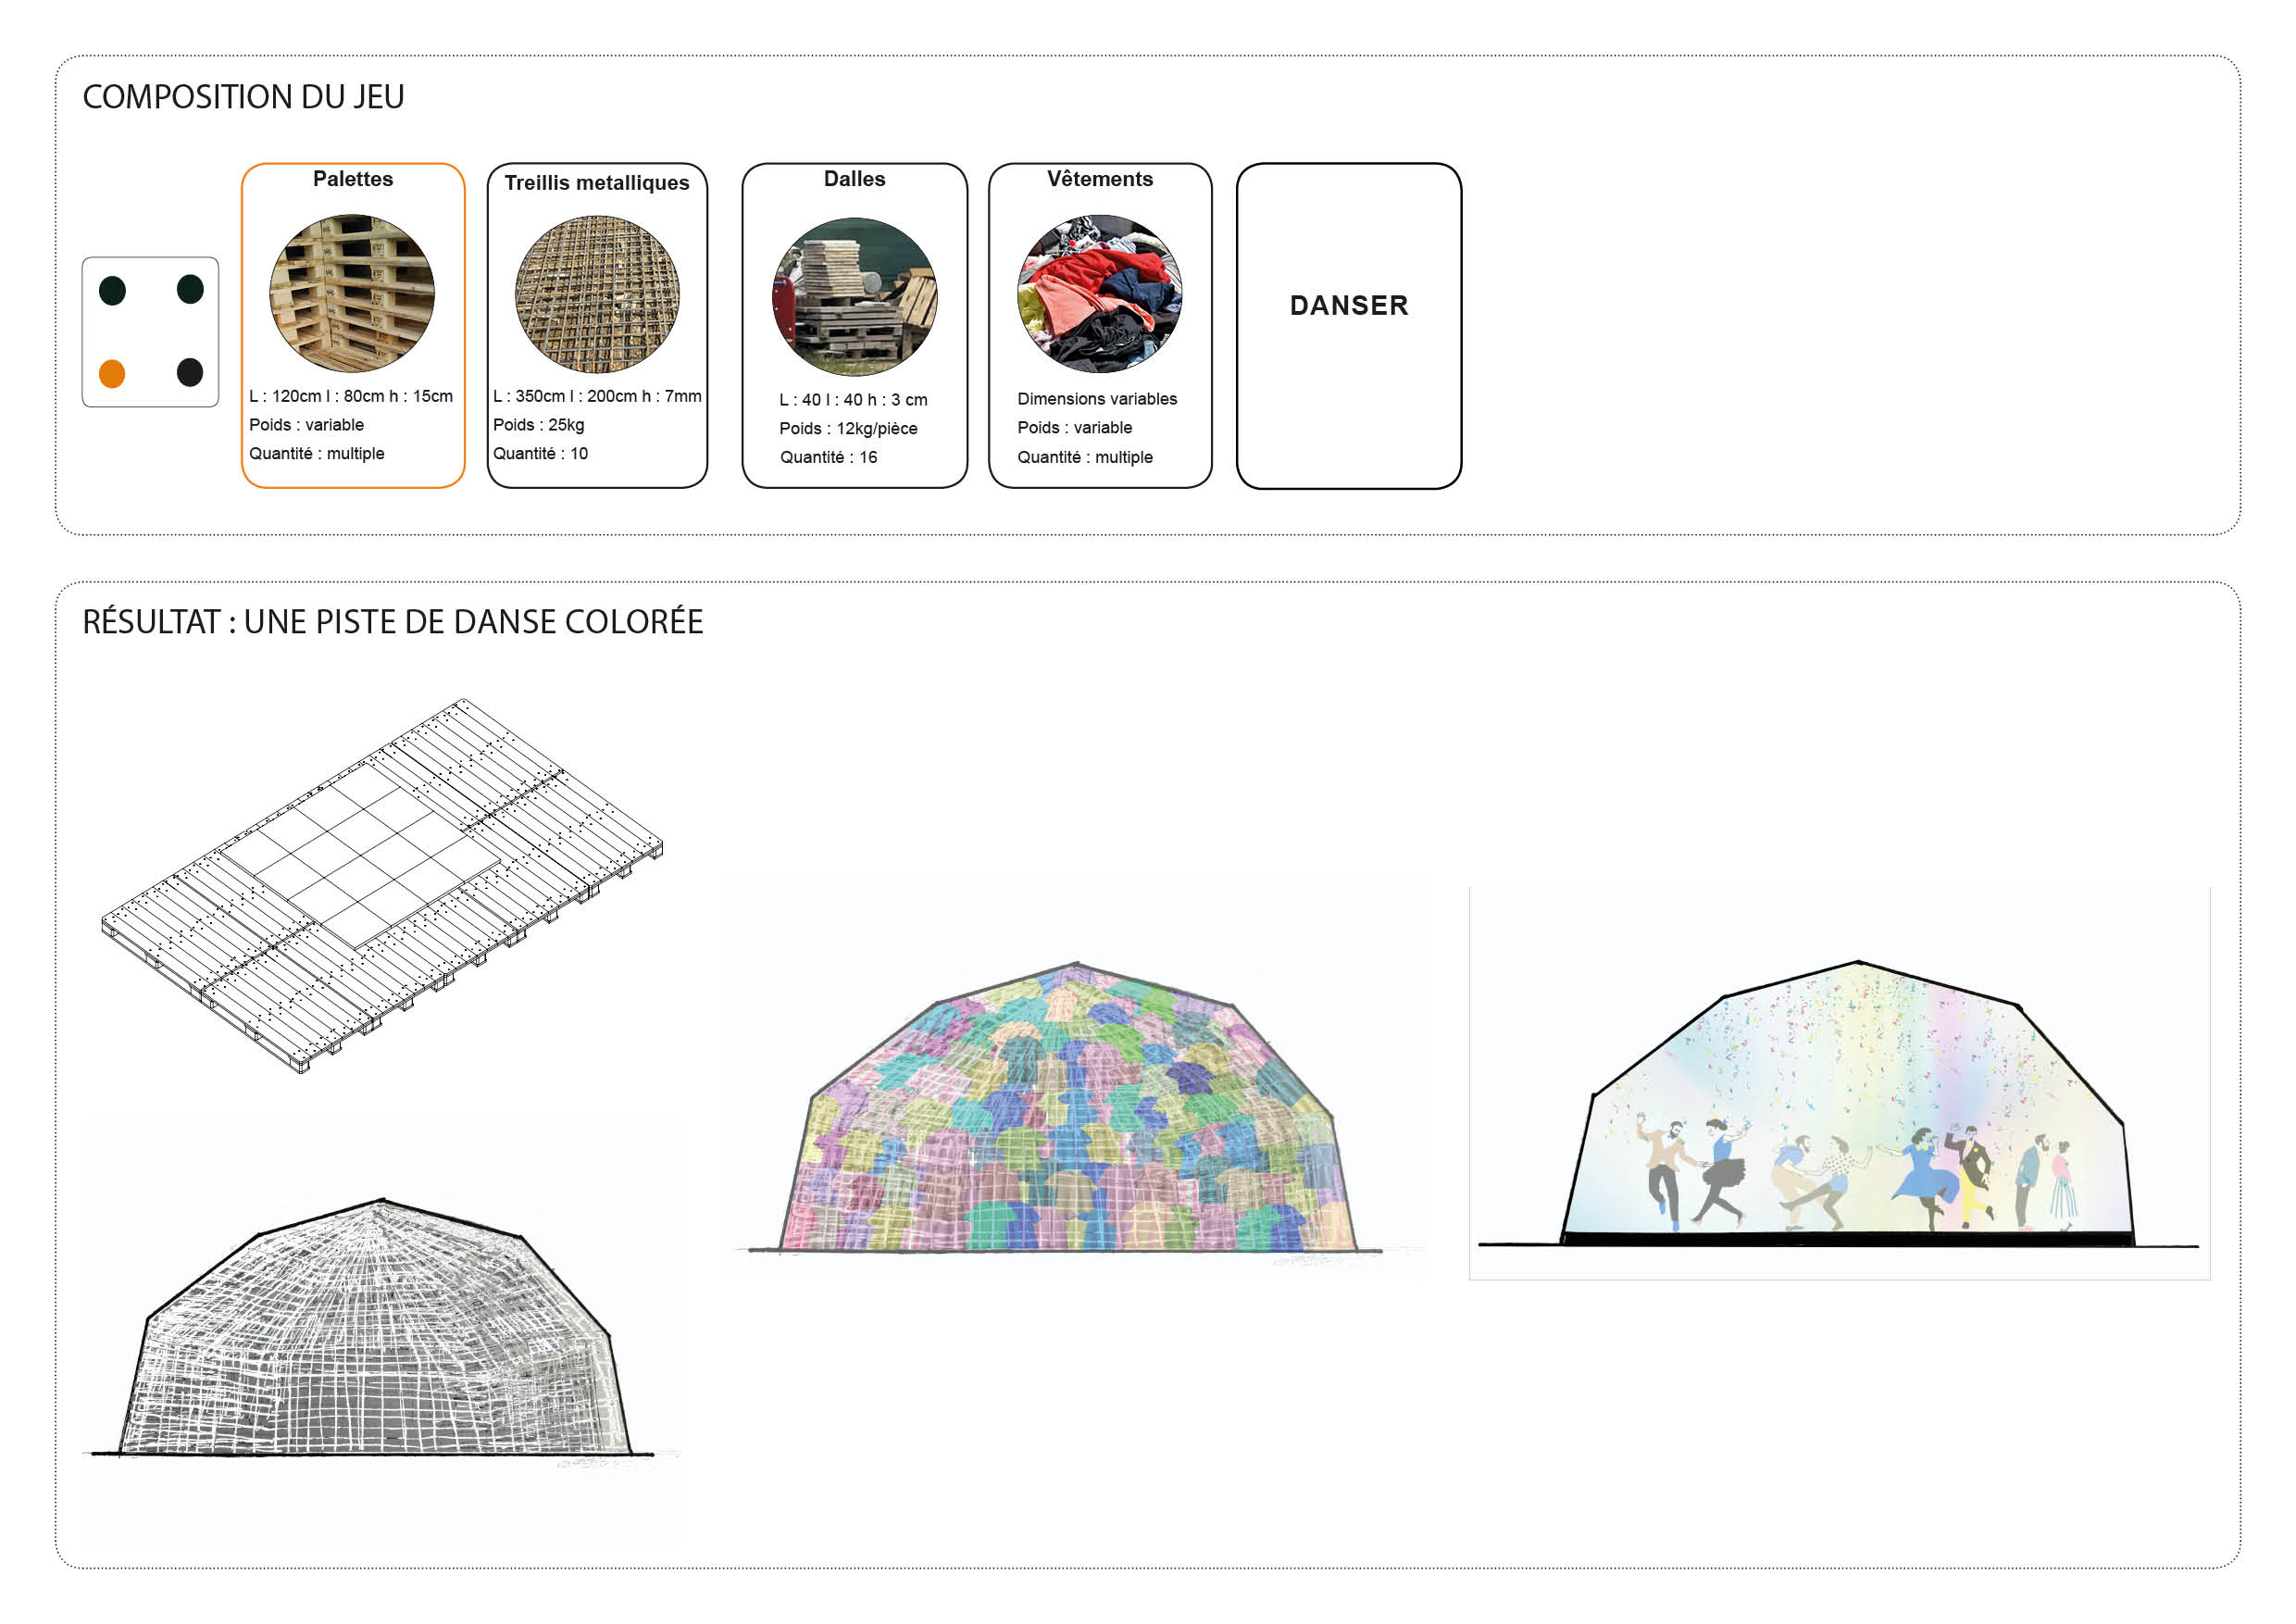 COMPOSITION DU JEU
Palettes
L : 120cm l : 80cm h : 15cm
Poids : variable
Quantité : multiple
Treillis metalliques
L : 350cm l : 200cm h : 7mm
Poids : 25kg
Quantité : 10
Dalles
L : 40 l : 40 h : 3 cm
Poids : 12kg/pièce
Quantité : 16
Vêtements
Dimensions variables
Poids : variable
Quantité : multiple
DANSER
RÉSULTAT : UNE PISTE DE DANSE COLORÉE